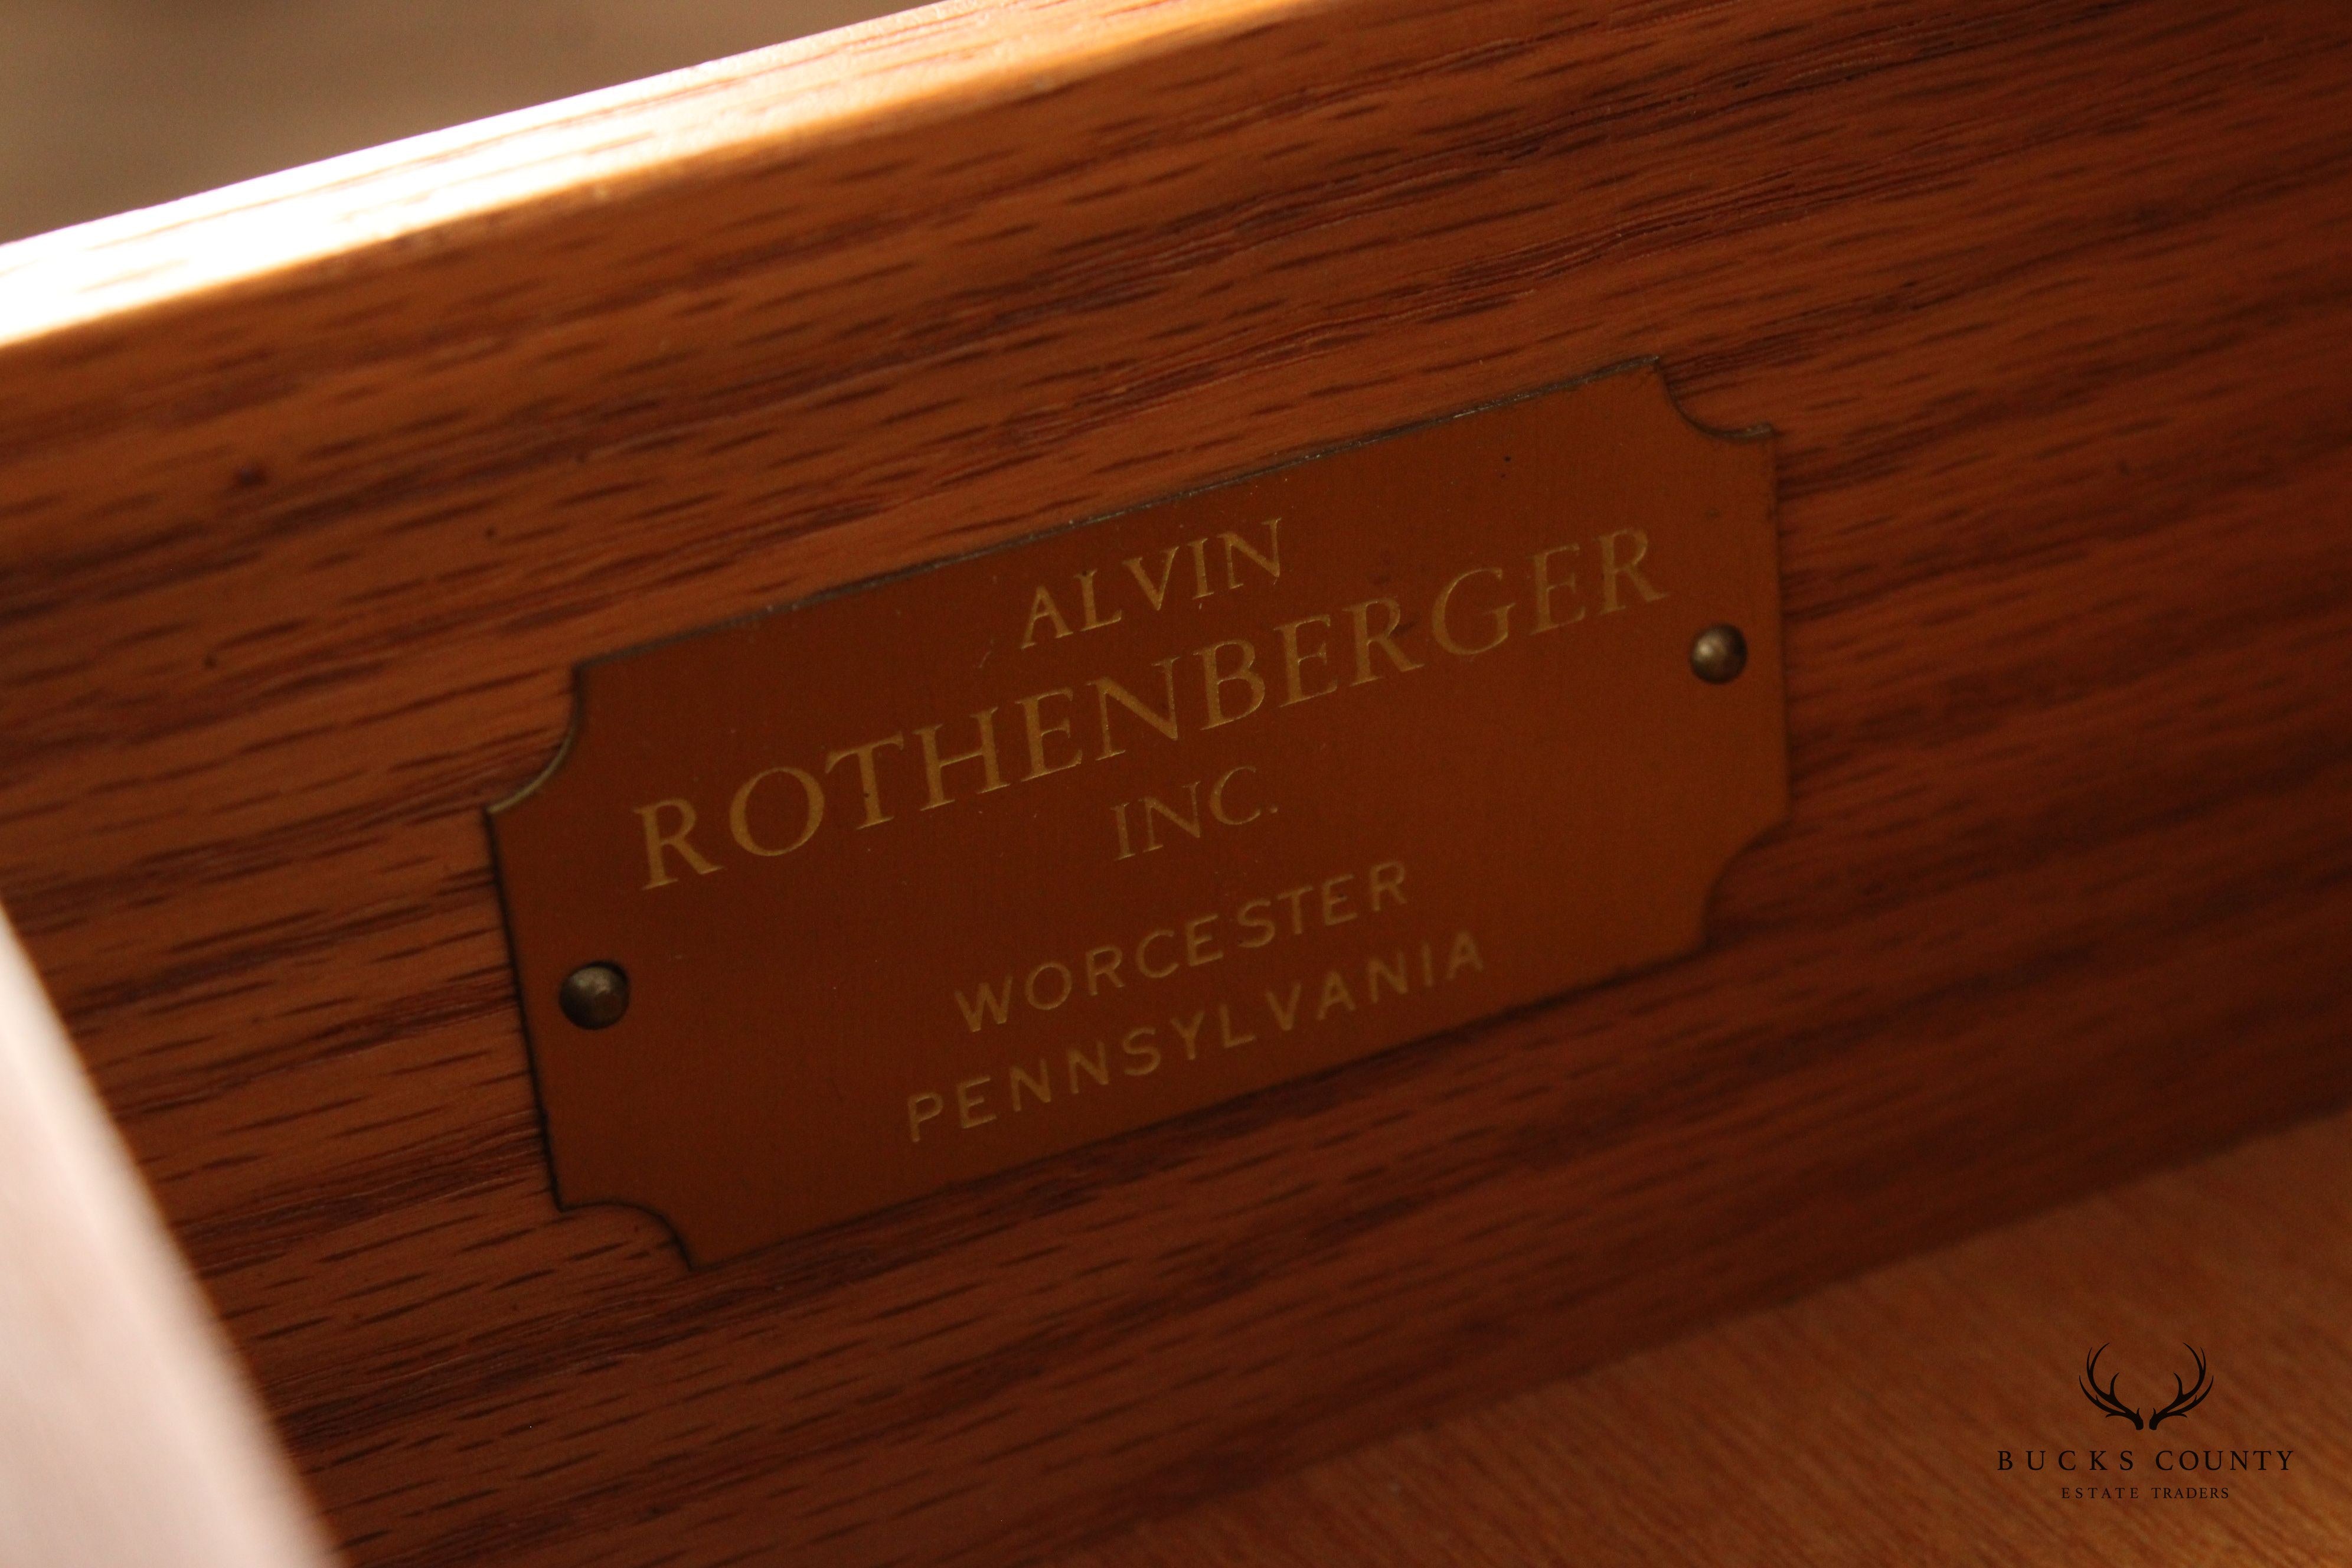 ALVIN
ROTHENBERGER
INC.
WORCESTER
PENNSYLVANIA
BUCKS COUNTY
ESTATE TRADERS